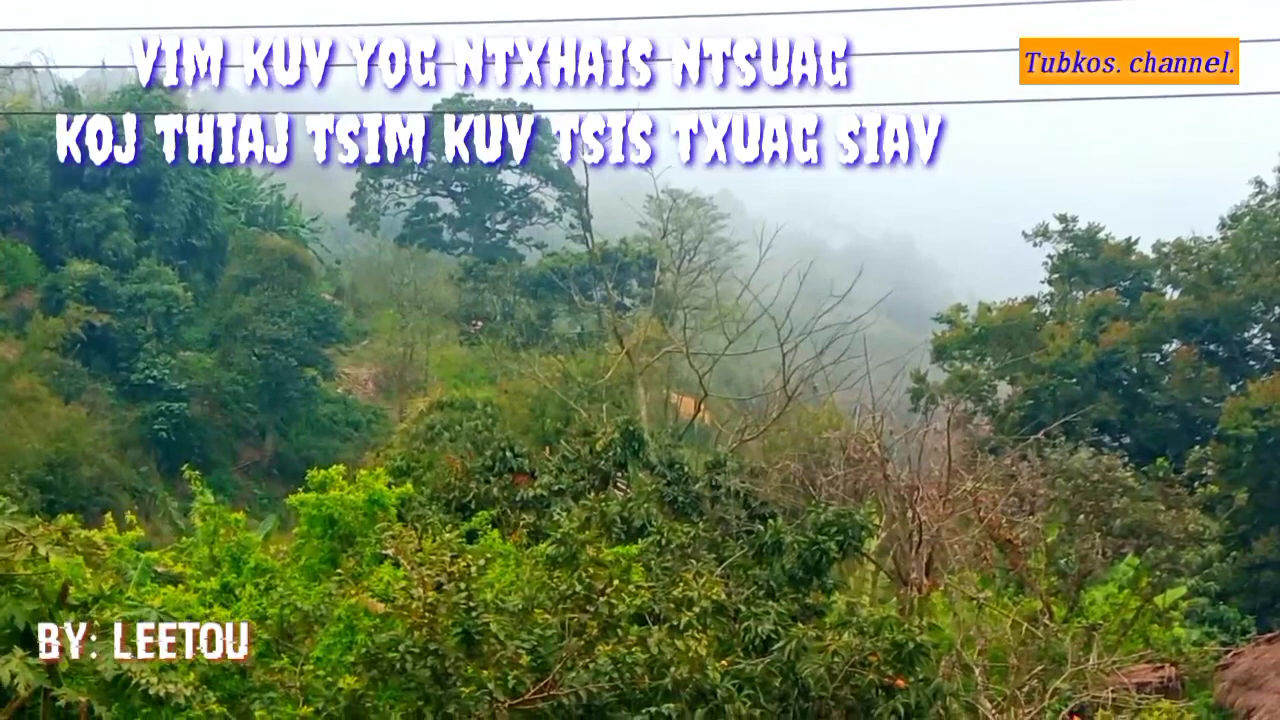 VIM KUV YOG NTXHAIS NTSUAG
KOJ THIAJ TSIM KUV TSIS TXUAG SIAV
Tubkos. channel.
BY: LEETOU